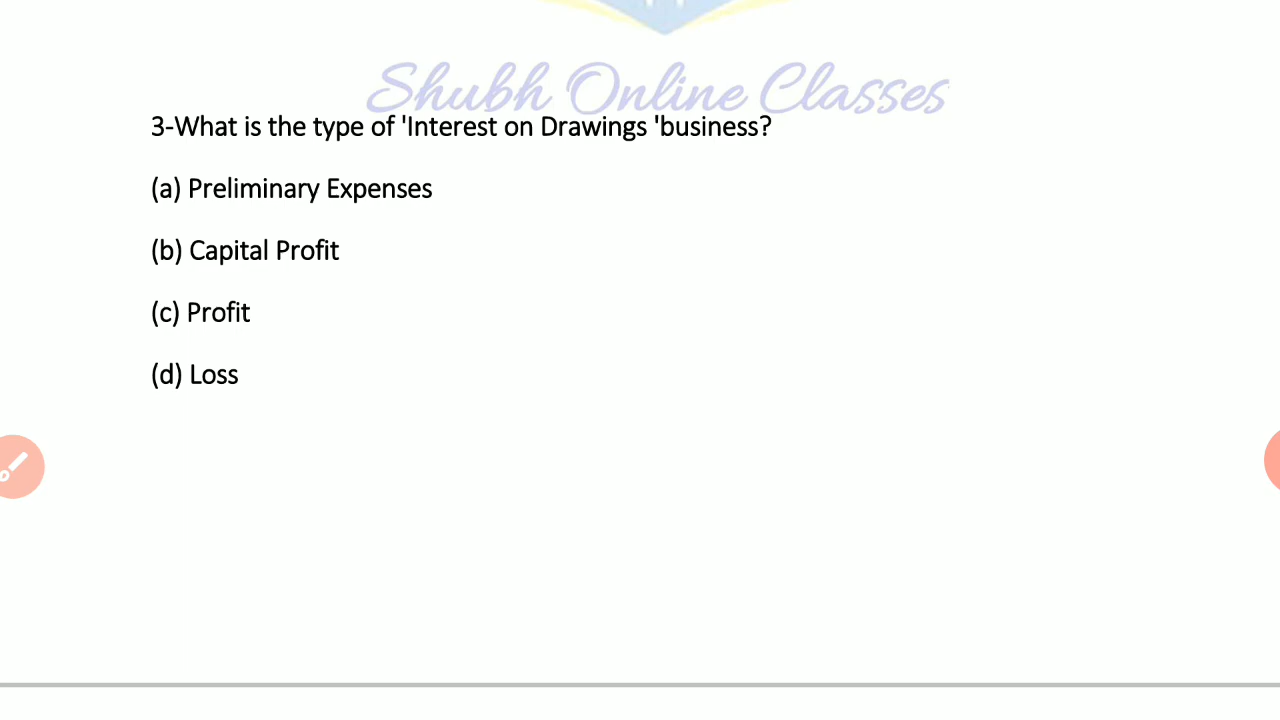 Shubh Online Classes
3-What is the type of 'Interest on Drawings 'business?
(a) Preliminary Expenses
(b) Capital Profit
(c) Profit
(d) Loss